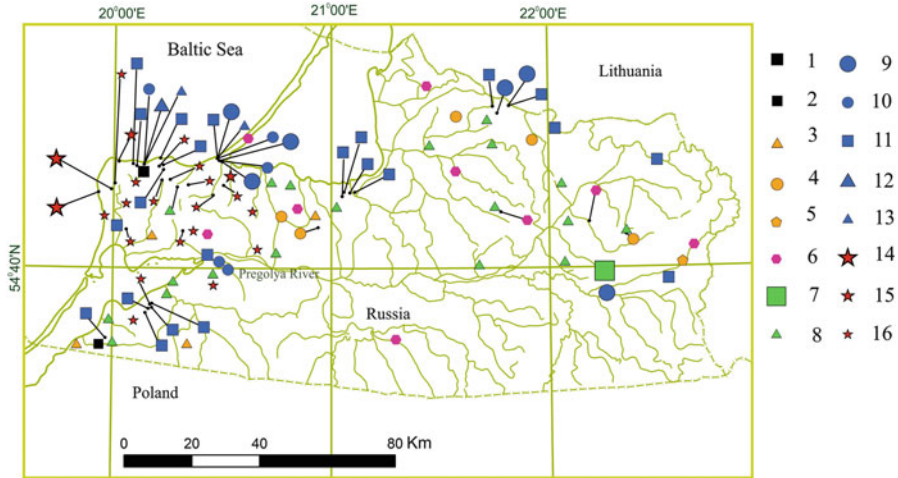 20°00'E 21°00'E 22°00'E
Baltic Sea
Lithuania
54°40'N
Pregolya River
Russia
Poland
0 20 40 80 Km
1 9
2 10
3 11
4 12
5 13
6 14
7 15
8 16